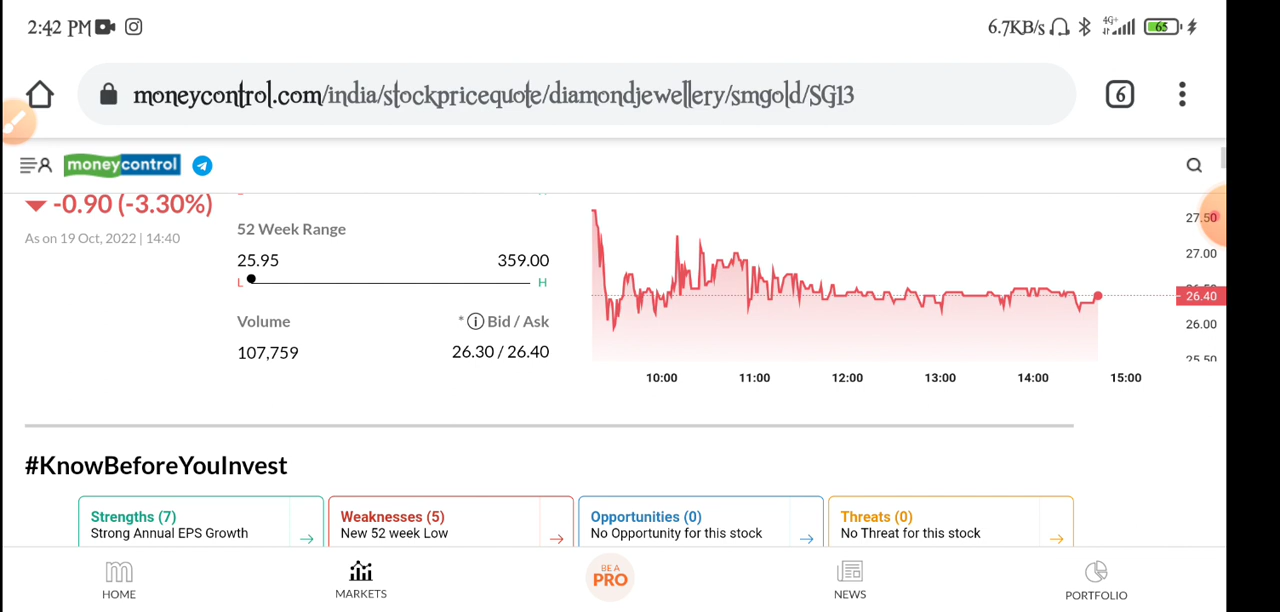 2:42 PM
6.7KB/s 4G+ 65
moneycontrol.com/india/stockpricequote/diamondjewellery/smgold/SG13
6
moneycontrol
-0.90 (-3.30%)
As on 19 Oct, 2022 | 14:40
52 Week Range
25.95 359.00
L H
Volume * i Bid / Ask
107,759 26.30 / 26.40
27.50
27.00
26.40
26.00
25.50
10:00 11:00 12:00 13:00 14:00 15:00
#KnowBeforeYouInvest
Strengths (7)
Strong Annual EPS Growth
Weaknesses (5)
New 52 week Low
Opportunities (0)
No Opportunity for this stock
Threats (0)
No Threat for this stock
HOME
MARKETS
BE A
PRO
NEWS
PORTFOLIO